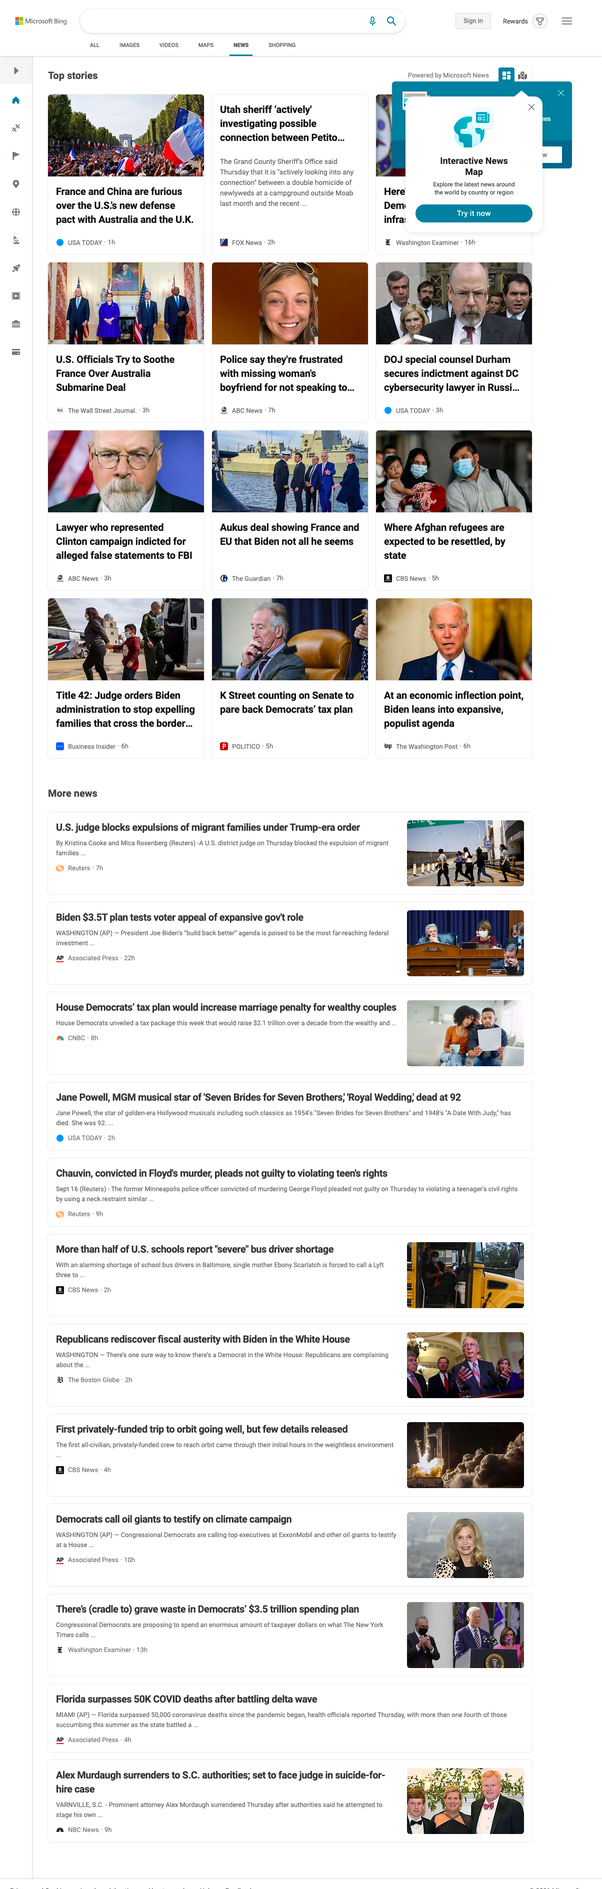 Microsoft Bing
Sign in
Rewards
ALL
IMAGES
VIDEOS
MAPS
NEWS
SHOPPING
Top stories
Powered by Microsoft News
Interactive News
Map
Explore the latest news around
the world by country or region
Try it now
France and China are furious
over the U.S.'s new defense
pact with Australia and the U.K.
USA TODAY · 1h
Utah sheriff 'actively'
investigating possible
connection between Petito...
The Grand County Sheriff's Office said
Thursday that it is "actively looking into any
connection" between a double homicide of
newlyweds at a campground outside Moab
last month and the recent ...
FOX News · 2h
Washington Examiner · 16h
U.S. Officials Try to Soothe
France Over Australia
Submarine Deal
The Wall Street Journal. · 3h
Police say they're frustrated
with missing woman's
boyfriend for not speaking to...
ABC News · 7h
DOJ special counsel Durham
secures indictment against DC
cybersecurity lawyer in Russi...
USA TODAY · 3h
Lawyer who represented
Clinton campaign indicted for
alleged false statements to FBI
ABC News · 3h
Aukus deal showing France and
EU that Biden not all he seems
The Guardian · 7h
Where Afghan refugees are
expected to be resettled, by
state
CBS News · 5h
Title 42: Judge orders Biden
administration to stop expelling
families that cross the border...
Business Insider · 6h
K Street counting on Senate to
pare back Democrats' tax plan
POLITICO · 5h
At an economic inflection point,
Biden leans into expansive,
populist agenda
The Washington Post · 6h
More news
U.S. judge blocks expulsions of migrant families under Trump-era order
By Kristina Cooke and Mica Rosenberg (Reuters) -A U.S. district judge on Thursday blocked the expulsion of migrant
families ...
Reuters · 7h
Biden $3.5T plan tests voter appeal of expansive gov't role
WASHINGTON (AP) — President Joe Biden's "build back better" agenda is poised to be the most far-reaching federal
investment ...
Associated Press · 22h
House Democrats' tax plan would increase marriage penalty for wealthy couples
House Democrats unveiled a tax package this week that would raise $2.1 trillion over a decade from the wealthy and ...
CNBC · 8h
Jane Powell, MGM musical star of 'Seven Brides for Seven Brothers,' 'Royal Wedding,' dead at 92
Jane Powell, the star of golden-era Hollywood musicals including such classics as 1954's "Seven Brides for Seven Brothers" and 1948's "A Date With Judy," has
died. She was 92. ...
USA TODAY · 2h
Chauvin, convicted in Floyd's murder, pleads not guilty to violating teen's rights
Sept 16 (Reuters) - The former Minneapolis police officer convicted of murdering George Floyd pleaded not guilty on Thursday to violating a teenager's civil rights
by using a neck restraint similar ...
Reuters · 9h
More than half of U.S. schools report "severe" bus driver shortage
With an alarming shortage of school bus drivers in Baltimore, single mother Ebony Scarlatch is forced to call a Lyft
three to ...
CBS News · 2h
Republicans rediscover fiscal austerity with Biden in the White House
WASHINGTON — There's one sure way to know there's a Democrat in the White House: Republicans are complaining
about the ...
The Boston Globe · 2h
First privately-funded trip to orbit going well, but few details released
The first all-civilian, privately-funded crew to reach orbit came through their initial hours in the weightless environment
...
CBS News · 4h
Democrats call oil giants to testify on climate campaign
WASHINGTON (AP) — Congressional Democrats are calling top executives at ExxonMobil and other oil giants to testify
at a House ...
Associated Press · 10h
There's (cradle to) grave waste in Democrats' $3.5 trillion spending plan
Congressional Democrats are proposing to spend an enormous amount of taxpayer dollars on what The New York
Times calls ...
Washington Examiner · 13h
Florida surpasses 50K COVID deaths after battling delta wave
MIAMI (AP) — Florida surpassed 50,000 coronavirus deaths since the pandemic began, health officials reported Thursday, with more than one fourth of those
succumbing this summer as the state battled a ...
Associated Press · 4h
Alex Murdaugh surrenders to S.C. authorities; set to face judge in suicide-for-
hire case
VARNVILLE, S.C. - Prominent attorney Alex Murdaugh surrendered Thursday after authorities said he attempted to
stage his own ...
NBC News · 9h